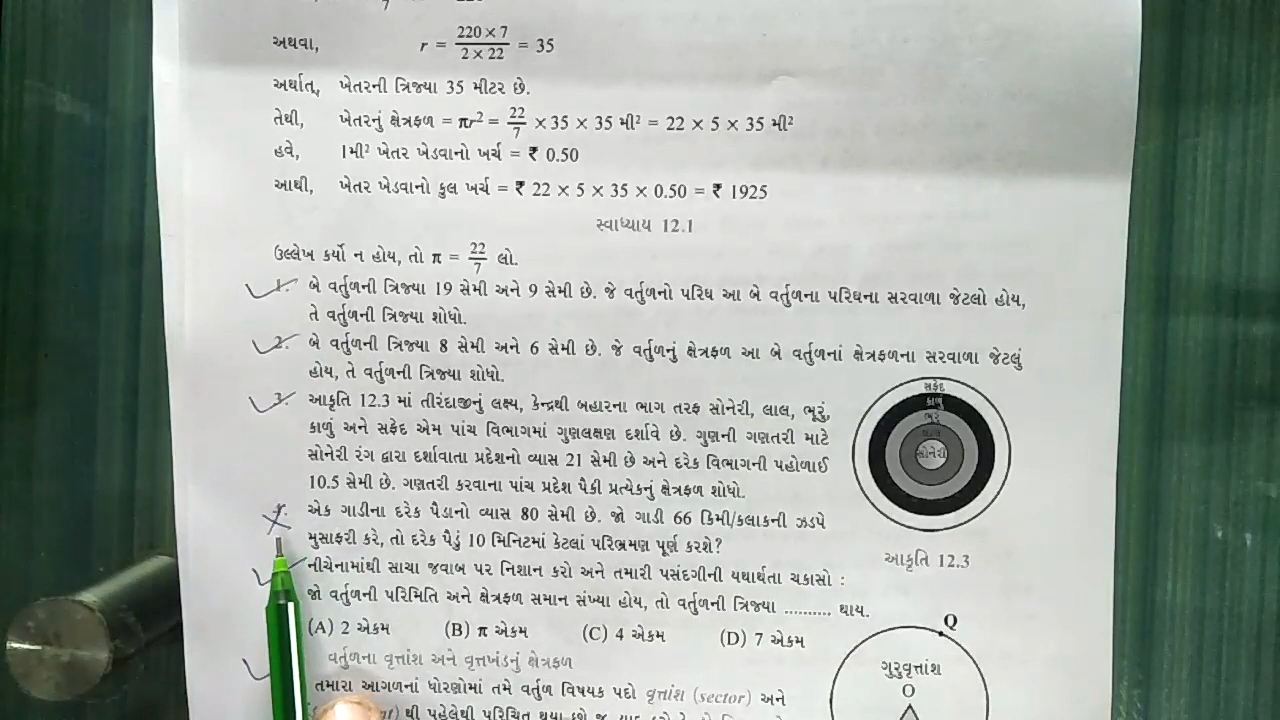 અથવા, r = 220 × 7 / 2 × 22 = 35
અર્થાત્, ખેતરની ત્રિજ્યા 35 મીટર છે.
તેથી, ખેતરનું ક્ષેત્રફળ = πr² = 22/7 × 35 × 35 મી² = 22 × 5 × 35 મી²
હવે, 1મી² ખેતર ખેડવાનો ખર્ચ = ₹ 0.50
આથી, ખેતર ખેડવાનો કુલ ખર્ચ = ₹ 22 × 5 × 35 × 0.50 = ₹ 1925
સ્વાધ્યાય 12.1
ઉલ્લેખ કર્યો ન હોય, તો π = 22/7 લો.
1. બે વર્તુળની ત્રિજ્યા 19 સેમી અને 9 સેમી છે. જે વર્તુળનો પરિઘ આ બે વર્તુળના પરિઘના સરવાળા જેટલો હોય,
તે વર્તુળની ત્રિજ્યા શોધો.
2. બે વર્તુળની ત્રિજ્યા 8 સેમી અને 6 સેમી છે. જે વર્તુળનું ક્ષેત્રફળ આ બે વર્તુળનાં ક્ષેત્રફળના સરવાળા જેટલું
હોય, તે વર્તુળની ત્રિજ્યા શોધો.
3. આકૃતિ 12.3 માં તીરંદાજીનું લક્ષ્ય, કેન્દ્રથી બહારના ભાગ તરફ સોનેરી, લાલ, ભૂરું,
કાળું અને સફેદ એમ પાંચ વિભાગમાં ગુણલક્ષણ દર્શાવે છે. ગુણની ગણતરી માટે
સોનેરી રંગ દ્વારા દર્શાવાતા પ્રદેશનો વ્યાસ 21 સેમી છે અને દરેક વિભાગની પહોળાઈ
10.5 સેમી છે. ગણતરી કરવાના પાંચ પ્રદેશ પૈકી પ્રત્યેકનું ક્ષેત્રફળ શોધો.
સફેદ
કાળું
ભૂરું
સોનેરી
આકૃતિ 12.3
એક ગાડીના દરેક પૈડાનો વ્યાસ 80 સેમી છે. જો ગાડી 66 કિમી/કલાકની ઝડપે
મુસાફરી કરે, તો દરેક પૈડું 10 મિનિટમાં કેટલાં પરિભ્રમણ પૂર્ણ કરશે?
નીચેનામાંથી સાચા જવાબ પર નિશાન કરો અને તમારી પસંદગીની યથાર્થતા ચકાસો :
જો વર્તુળની પરિમિતિ અને ક્ષેત્રફળ સમાન સંખ્યા હોય, તો વર્તુળની ત્રિજ્યા .......... થાય.
(A) 2 એકમ (B) π એકમ (C) 4 એકમ (D) 7 એકમ
વર્તુળના વૃત્તાંશ અને વૃત્તખંડનું ક્ષેત્રફળ
તમારા આગળનાં ધોરણોમાં તમે વર્તુળ વિષયક પદો વૃત્તાંશ (sector) અને
થી પહેલેથી પરિચિત થયા છો
Q
ગુરુવૃત્તાંશ
O